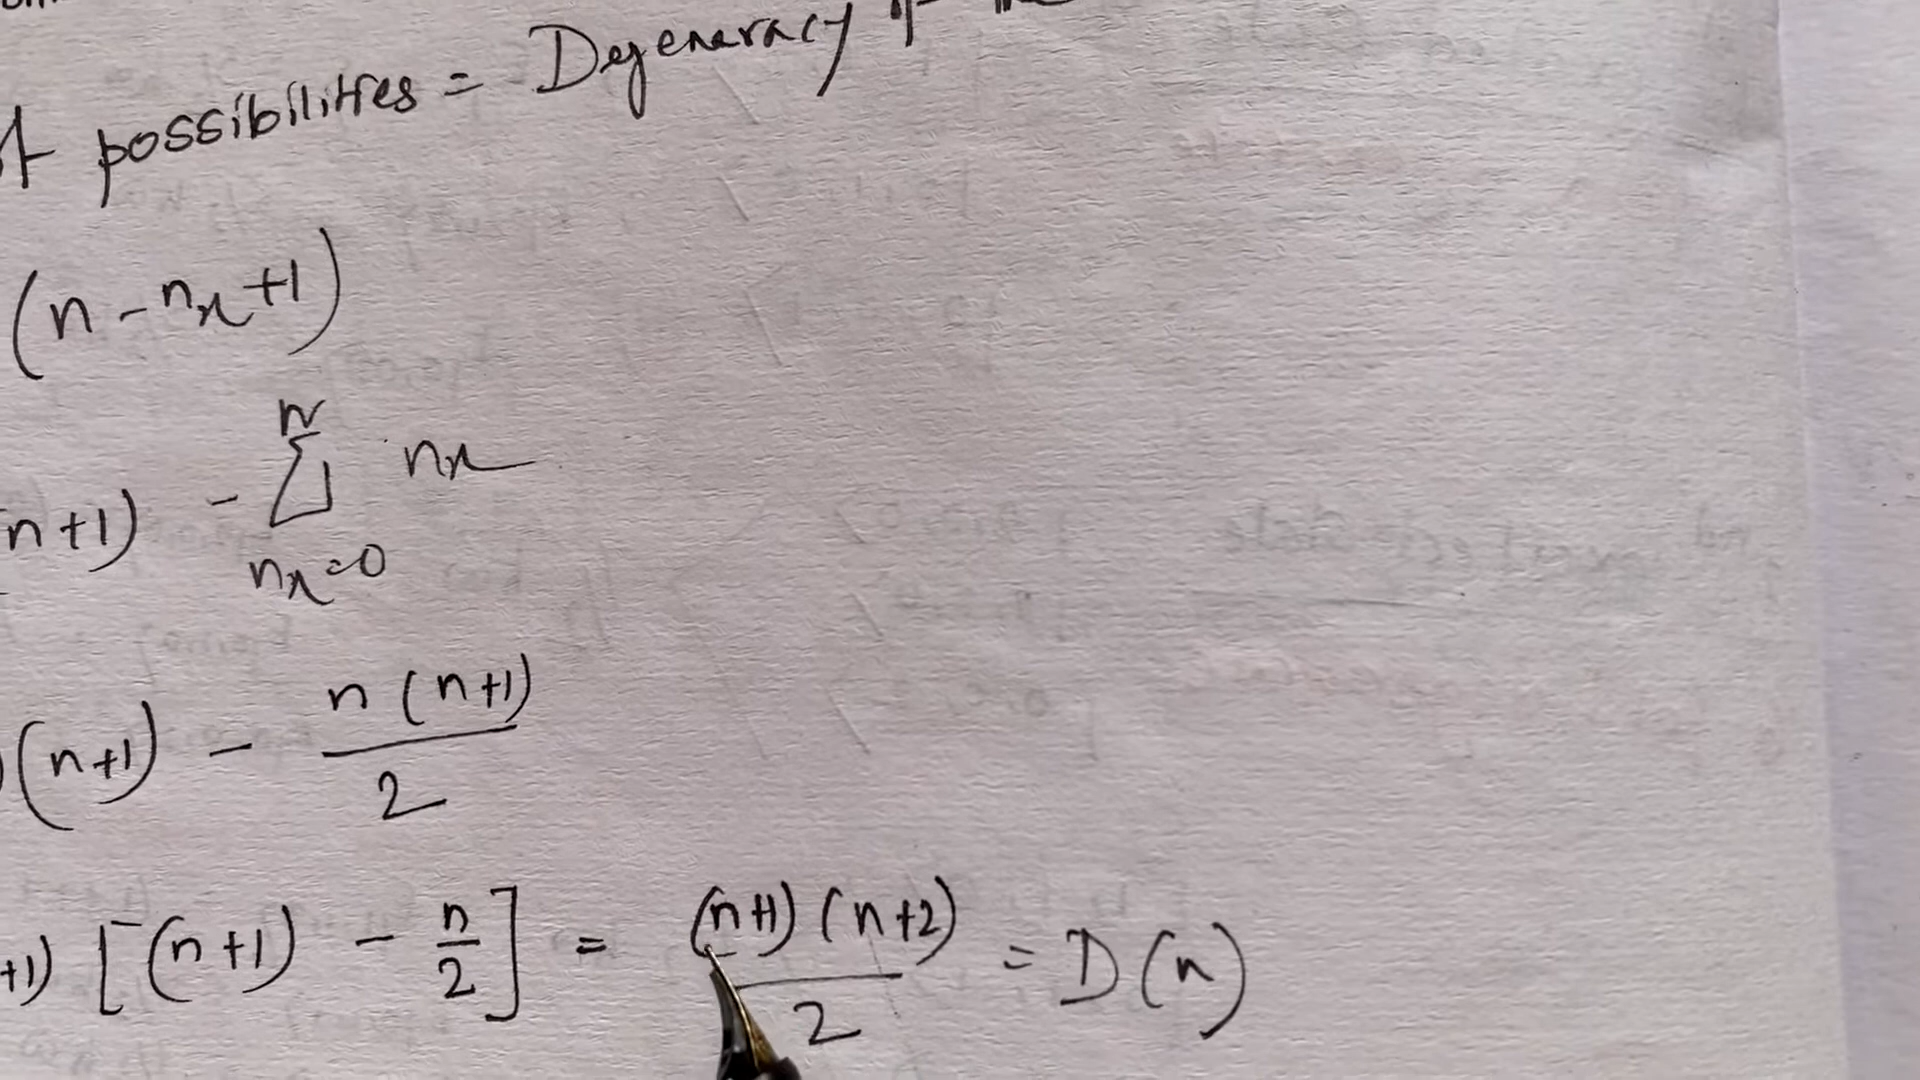 possibilities = Degeneracy
(n - nx + 1)
n+1) - Σ nx
n
nx=0
(n+1) - n(n+1)/2
+1) [(n+1) - n/2] = (n+1)(n+2)/2 = D(n)